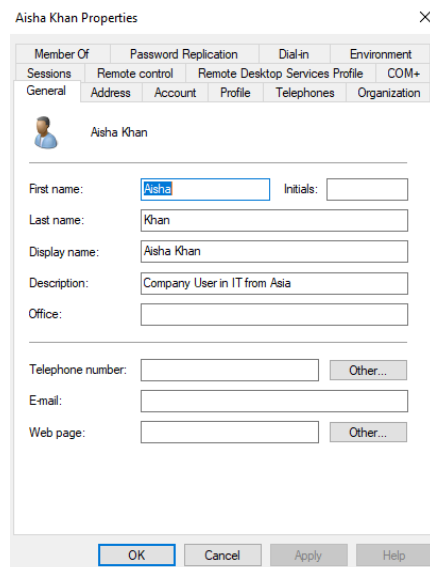 Aisha Khan Properties
Member Of Password Replication Dial-in Environment
Sessions Remote control Remote Desktop Services Profile COM+
General Address Account Profile Telephones Organization
Aisha Khan
First name: Aisha Initials:
Last name: Khan
Display name: Aisha Khan
Description: Company User in IT from Asia
Office:
Telephone number: Other...
E-mail:
Web page: Other...
OK Cancel Apply Help